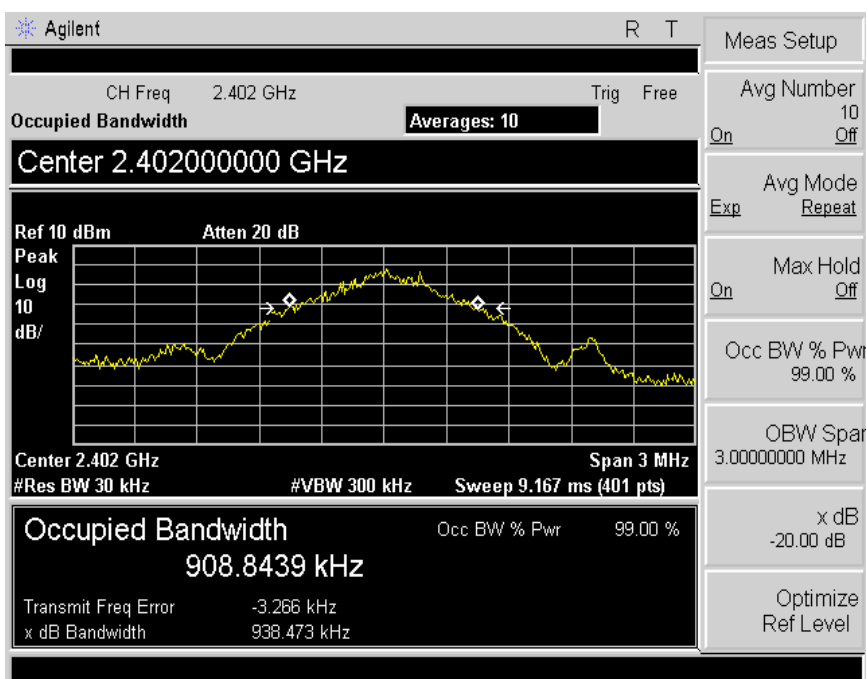 Agilent R T
CH Freq 2.402 GHz Trig Free
Occupied Bandwidth Averages: 10
Center 2.402000000 GHz
Ref 10 dBm Atten 20 dB
Peak
Log
10
dB/
Center 2.402 GHz Span 3 MHz
#Res BW 30 kHz #VBW 300 kHz Sweep 9.167 ms (401 pts)
Occupied Bandwidth Occ BW % Pwr 99.00 %
908.8439 kHz
Transmit Freq Error -3.266 kHz
x dB Bandwidth 938.473 kHz
Meas Setup
Avg Number
10
On Off
Avg Mode
Exp Repeat
Max Hold
On Off
Occ BW % Pwr
99.00 %
OBW Span
3.00000000 MHz
x dB
-20.00 dB
Optimize
Ref Level